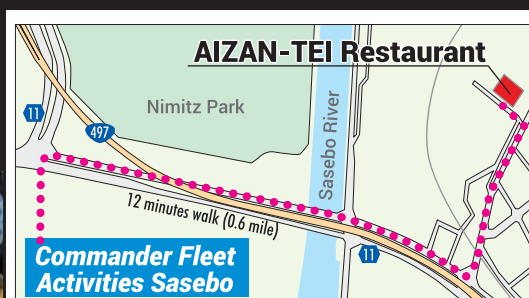 AIZAN-TEI Restaurant
Nimitz Park
Sasebo River
11
497
12 minutes walk (0.6 mile)
11
Commander Fleet
Activities Sasebo